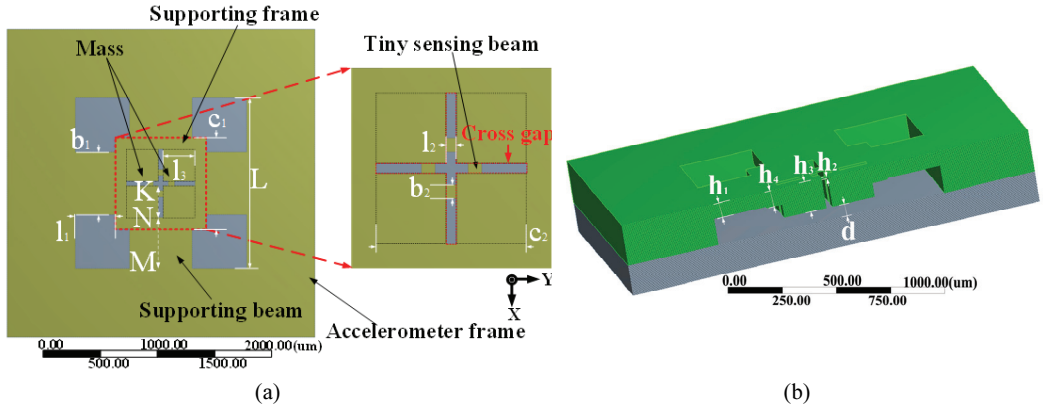 Supporting frame
Mass
Tiny sensing beam
b₁
c₁
l₃
K
L
N
l₁
M
l₂
Cross gap
b₂
c₂
Y
X
Supporting beam
Accelerometer frame
0.00 1000.00 2000.00(um)
500.00 1500.00
(a)
h₁
h₄
h₃
h₂
d
0.00 500.00 1000.00(um)
250.00 750.00
(b)